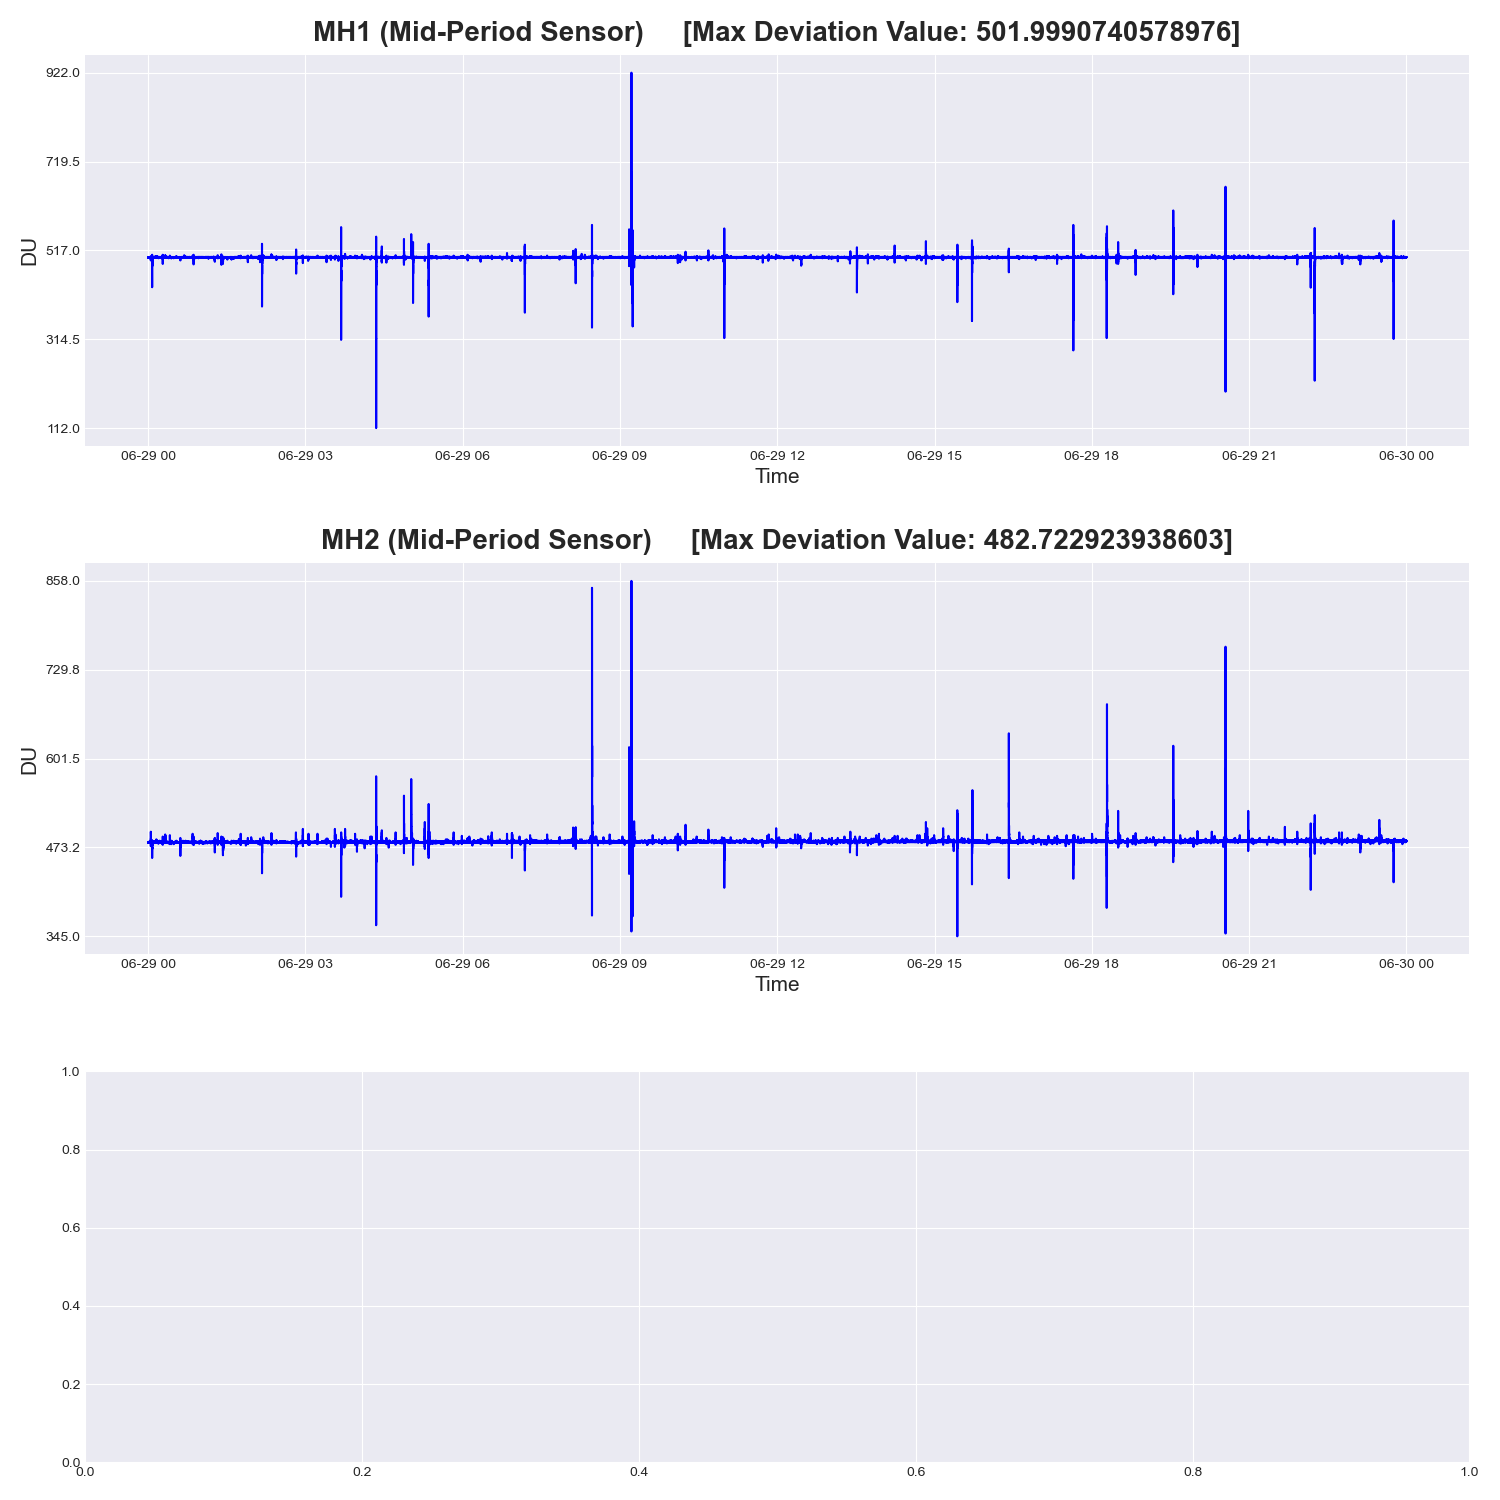 MH1 (Mid-Period Sensor) [Max Deviation Value: 501.9990740578976]
922.0
719.5
517.0
314.5
112.0
DU
06-29 00 06-29 03 06-29 06 06-29 09 06-29 12 06-29 15 06-29 18 06-29 21 06-30 00
Time
MH2 (Mid-Period Sensor) [Max Deviation Value: 482.722923938603]
858.0
729.8
601.5
473.2
345.0
DU
06-29 00 06-29 03 06-29 06 06-29 09 06-29 12 06-29 15 06-29 18 06-29 21 06-30 00
Time
1.0
0.8
0.6
0.4
0.2
0.0
0.0 0.2 0.4 0.6 0.8 1.0